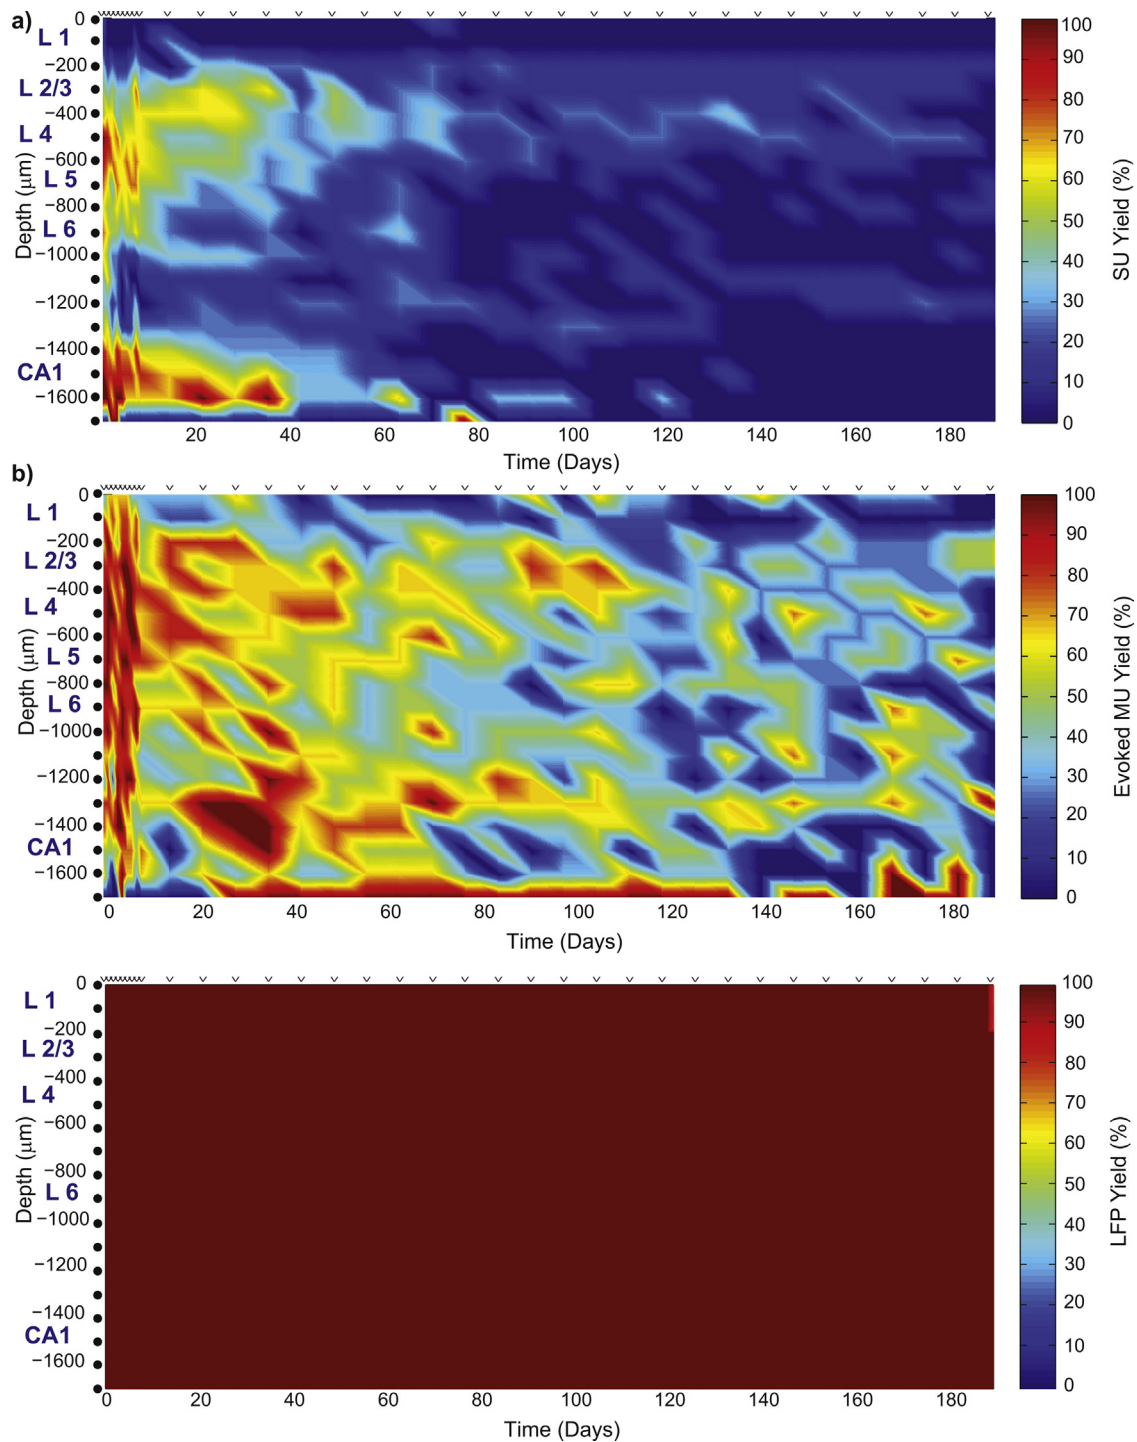 a)
0
L 1
−200
L 2/3
−400
L 4
−600
L 5
−800
L 6
−1000
−1200
−1400
CA1
−1600
Depth (μm)
20 40 60 80 100 120 140 160 180
Time (Days)
100
90
80
70
60
50
40
30
20
10
0
SU Yield (%)
b)
0
L 1
−200
L 2/3
−400
L 4
−600
L 5
−800
L 6
−1000
−1200
−1400
CA1
−1600
Depth (μm)
0 20 40 60 80 100 120 140 160 180
Time (Days)
100
90
80
70
60
50
40
30
20
10
0
Evoked MU Yield (%)
0
L 1
−200
L 2/3
−400
L 4
−600
−800
L 6
−1000
−1200
−1400
CA1
−1600
Depth (μm)
0 20 40 60 80 100 120 140 160 180
Time (Days)
100
90
80
70
60
50
40
30
20
10
0
LFP Yield (%)